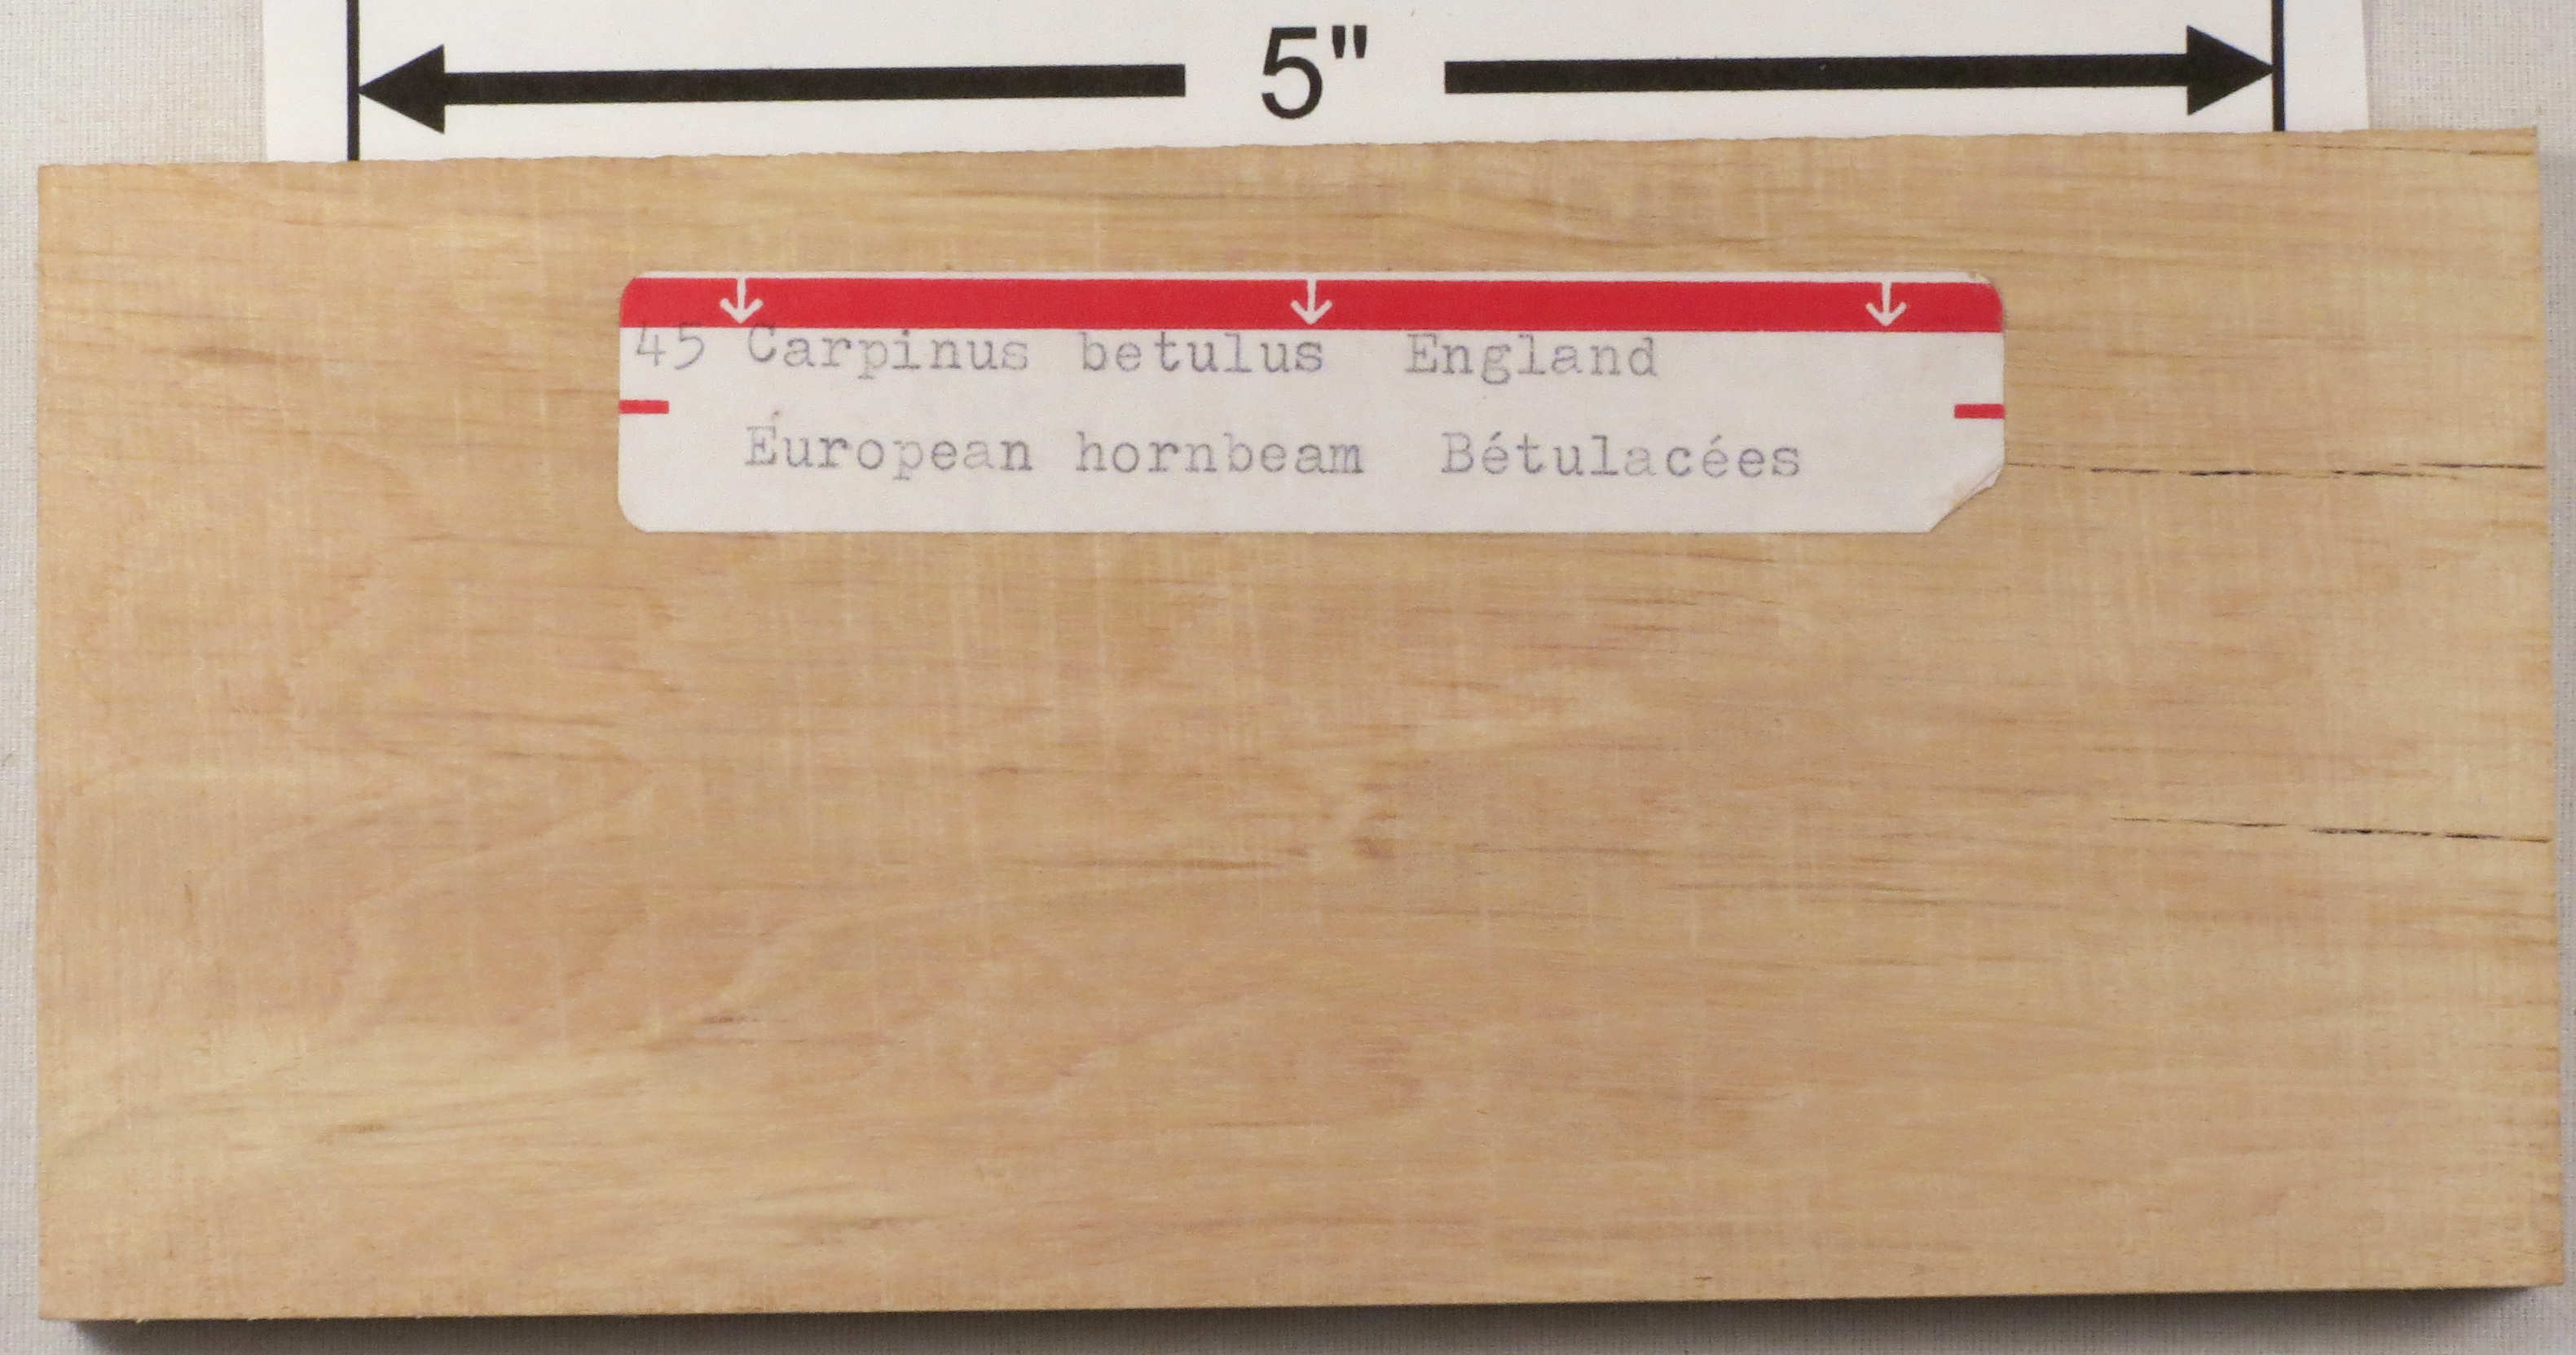 5"
45 Carpinus betulus England
European hornbeam Bétulacées